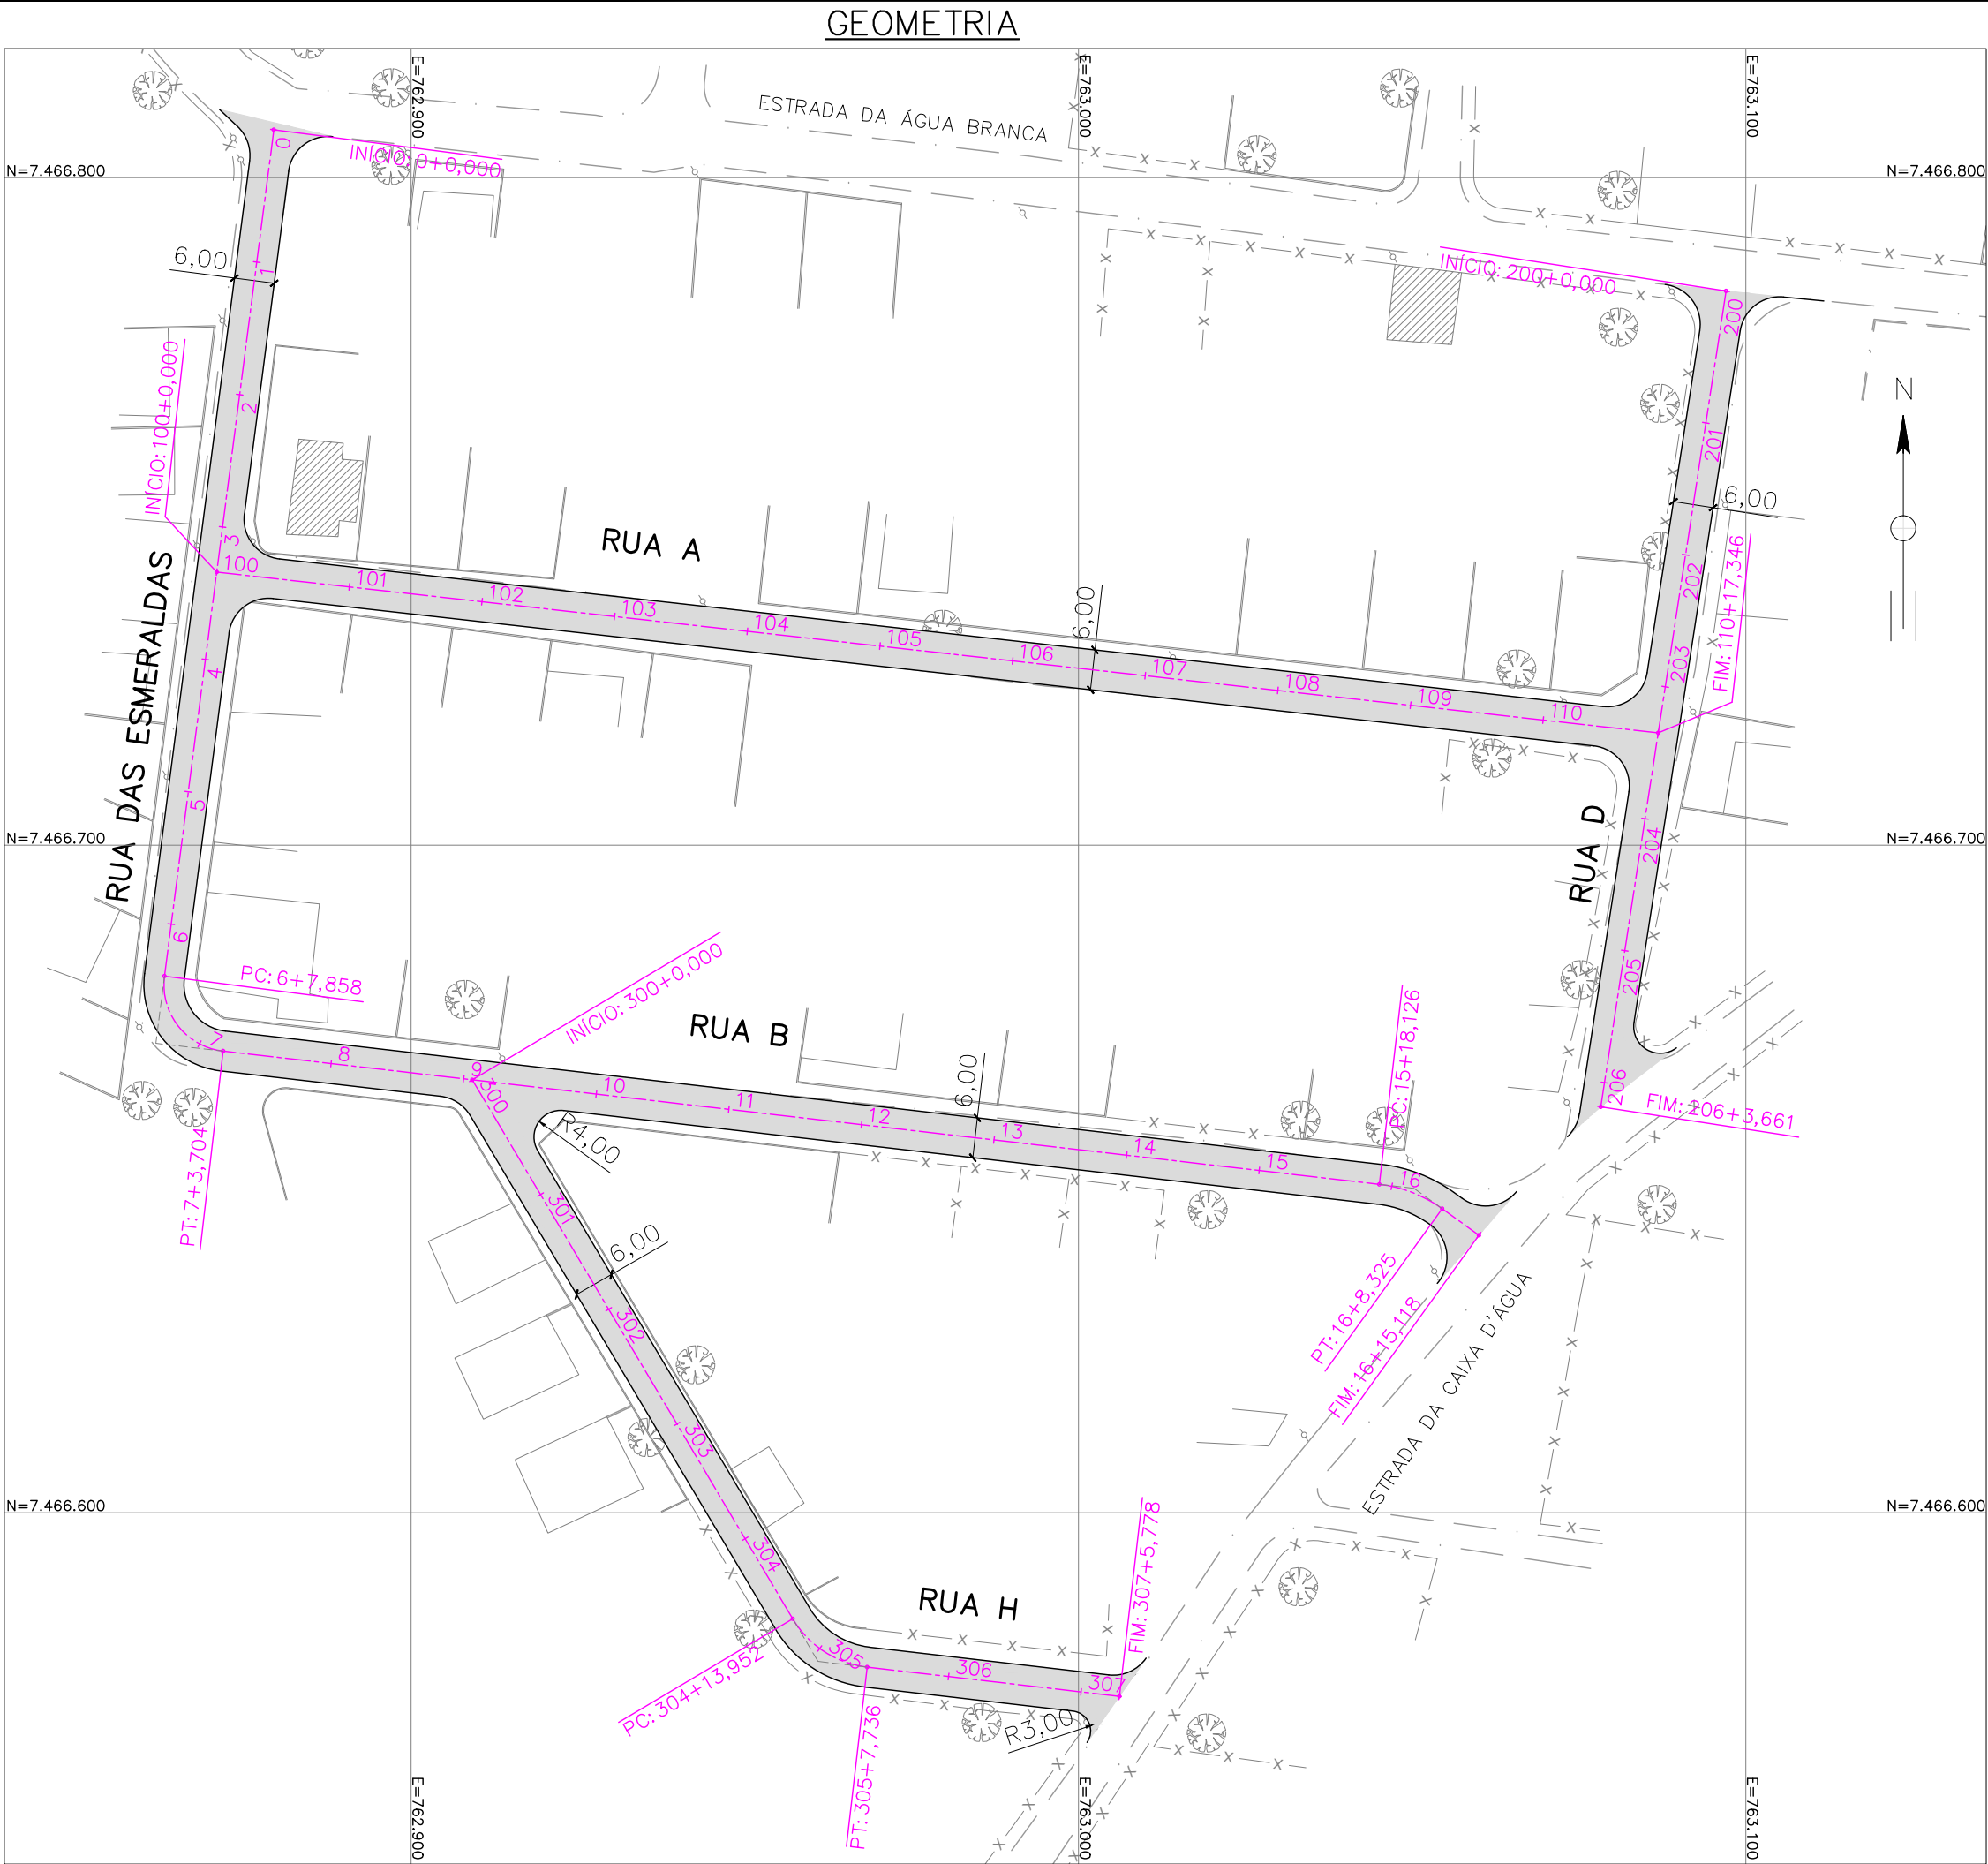 GEOMETRIA
E=762.900
E=763.000
E=763.100
ESTRADA DA ÁGUA BRANCA
N=7.466.800
N=7.466.800
INÍCIO: 0+0,000
0
1
2
3
4
5
6
7
8
9
10
11
12
13
14
15
16
6,00
INÍCIO: 200+0,000
200
201
202
203
204
205
206
6,00
N
INÍCIO: 100+0,000
RUA A
100
101
102
103
104
105
106
107
108
109
110
6,00
FIM: 10+17,346
RUA DAS ESMERALDAS
N=7.466.700
N=7.466.700
RUA D
PC: 6+7,858
INÍCIO: 300+0,000
RUA B
PC: 15+18,126
6,00
PT: 7+3,704
R4,00
FIM: 206+3,661
300
301
302
303
304
305
306
307
6,00
PT: 16+8,325
FIM: 16+15,118
ESTRADA DA CAIXA D'ÁGUA
N=7.466.600
N=7.466.600
RUA H
FIM: 307+5,778
PC: 304+13,952
PT: 305+7,736
R3,00
E=762.900
E=763.000
E=763.100